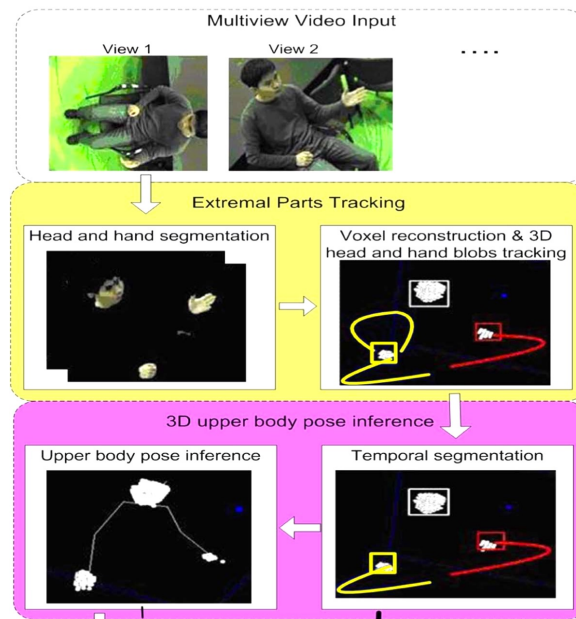 Multiview Video Input
View 1
View 2
....
Extremal Parts Tracking
Head and hand segmentation
Voxel reconstruction & 3D
head and hand blobs tracking
3D upper body pose inference
Upper body pose inference
Temporal segmentation